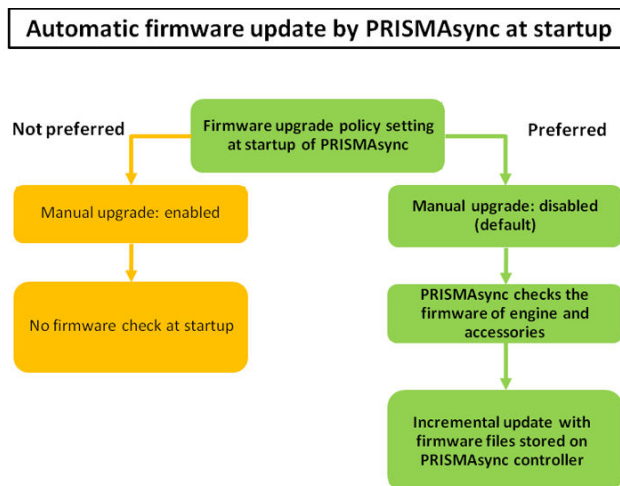 Automatic firmware update by PRISMAsync at startup
Not preferred
Firmware upgrade policy setting
at startup of PRISMAsync
Preferred
Manual upgrade: enabled
Manual upgrade: disabled
(default)
No firmware check at startup
PRISMAsync checks the
firmware of engine and
accessories
Incremental update with
firmware files stored on
PRISMAsync controller